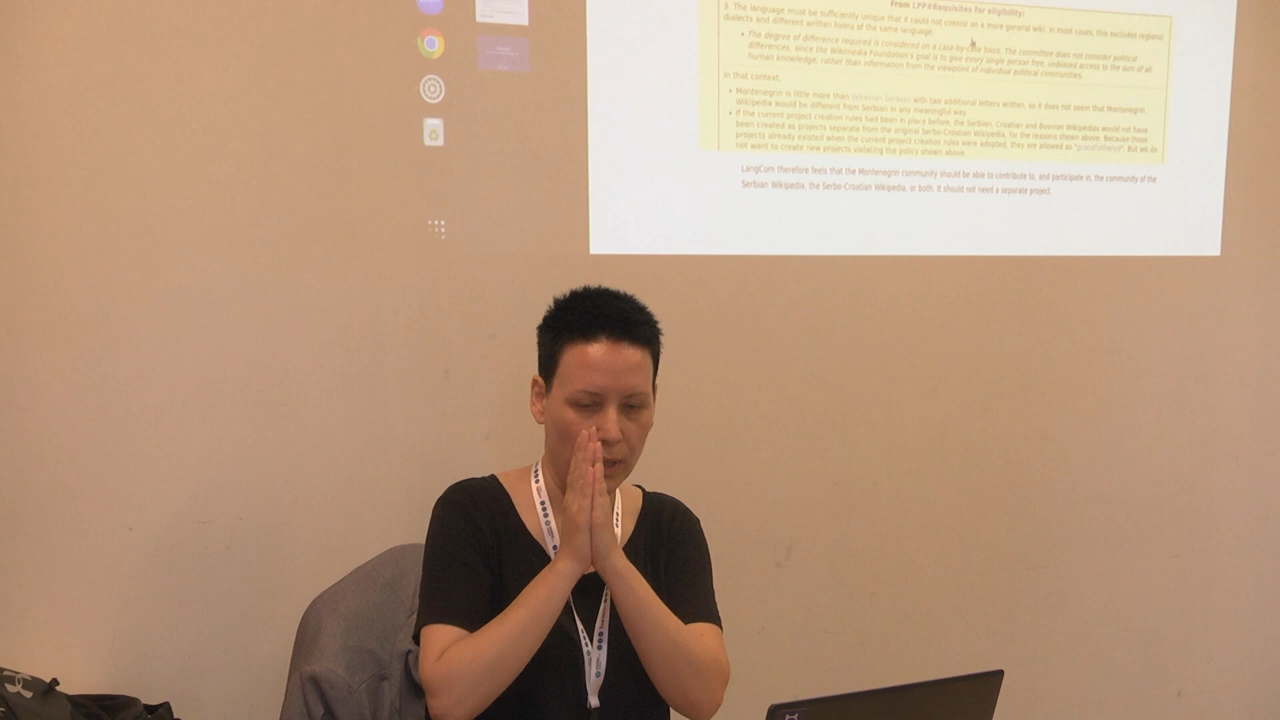 From LPP#Requisites for eligibility:
3. The language must be sufficiently unique that it could not coexist on a more general wiki. In most cases, this excludes regional
dialects and different written forms of the same language.
• The degree of difference required is considered on a case-by-case basis. The committee does not consider political
differences, since the Wikimedia Foundation's goal is to give every single person free, unbiased access to the sum of all
human knowledge, rather than information from the viewpoint of individual political communities.
In that context,
• Montenegrin is little more than Ijekavian Serbian with two additional letters written, so it does not seem that Montenegrin
Wikipedia would be different from Serbian in any meaningful way.
• If the current project creation rules had been in place before, the Serbian, Croatian and Bosnian Wikipedias would not have
been created as projects separate from the original Serbo-Croatian Wikipedia, for the reasons shown above. Because those
projects already existed when the current project creation rules were adopted, they are allowed as "grandfathered". But we do
not want to create new projects violating the policy shown above.
LangCom therefore feels that the Montenegrin community should be able to contribute to, and participate in, the community of the
Serbian Wikipedia, the Serbo-Croatian Wikipedia, or both. It should not need a separate project.